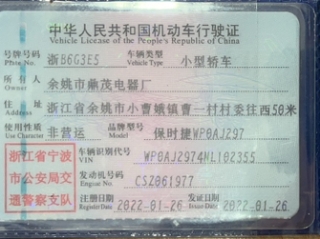 中华人民共和国机动车行驶证
Vehicle License of the People's Republic of China
号牌号码 浙B6G3E5 车辆类型 小型轿车
Plate No. Vehicle Type
所有人 余姚市鼎茂电器厂
Owner
住址 浙江省余姚市小曹娥镇曹一村村委往西50米
Address
使用性质 非营运 品牌型号 保时捷WP0AJ297
Use Character Model
浙江省宁波 车辆识别代号 WP0AJ2974NL102355
VIN
市公安局交 发动机号码 CSZ061977
Engine No.
通警察支队 注册日期 2022-01-26 发证日期 2022-01-26
Register Date Issue Date